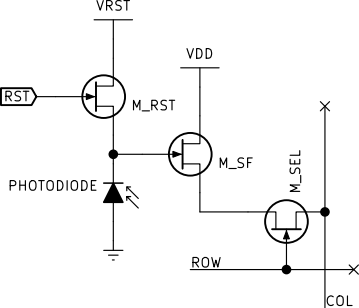 VRST
VDD
RST
M_RST
M_SF
M_SEL
PHOTODIODE
ROW
COL